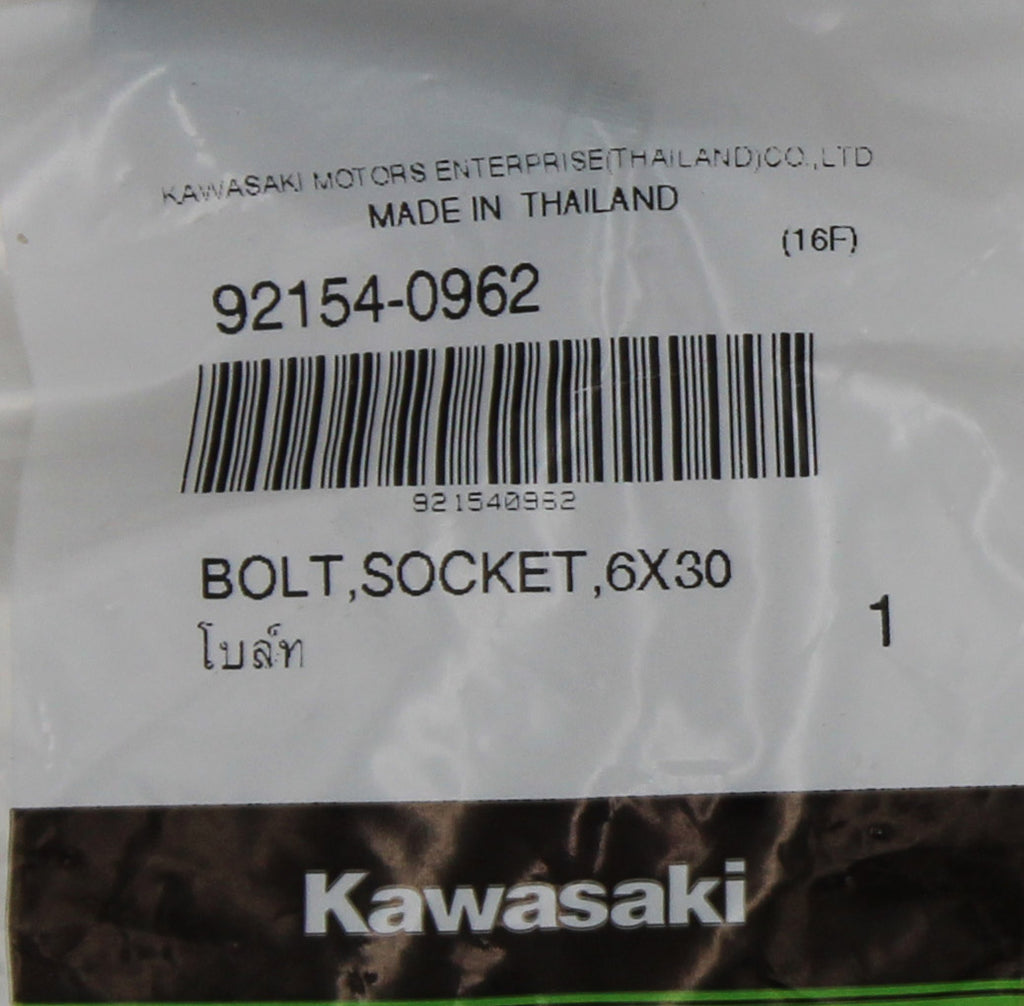 KAWASAKI MOTORS ENTERPRISE(THAILAND)CO.,LTD
MADE IN THAILAND
(16F)
92154-0962
921540962
BOLT,SOCKET,6X30
โบล์ท
1
Kawasaki